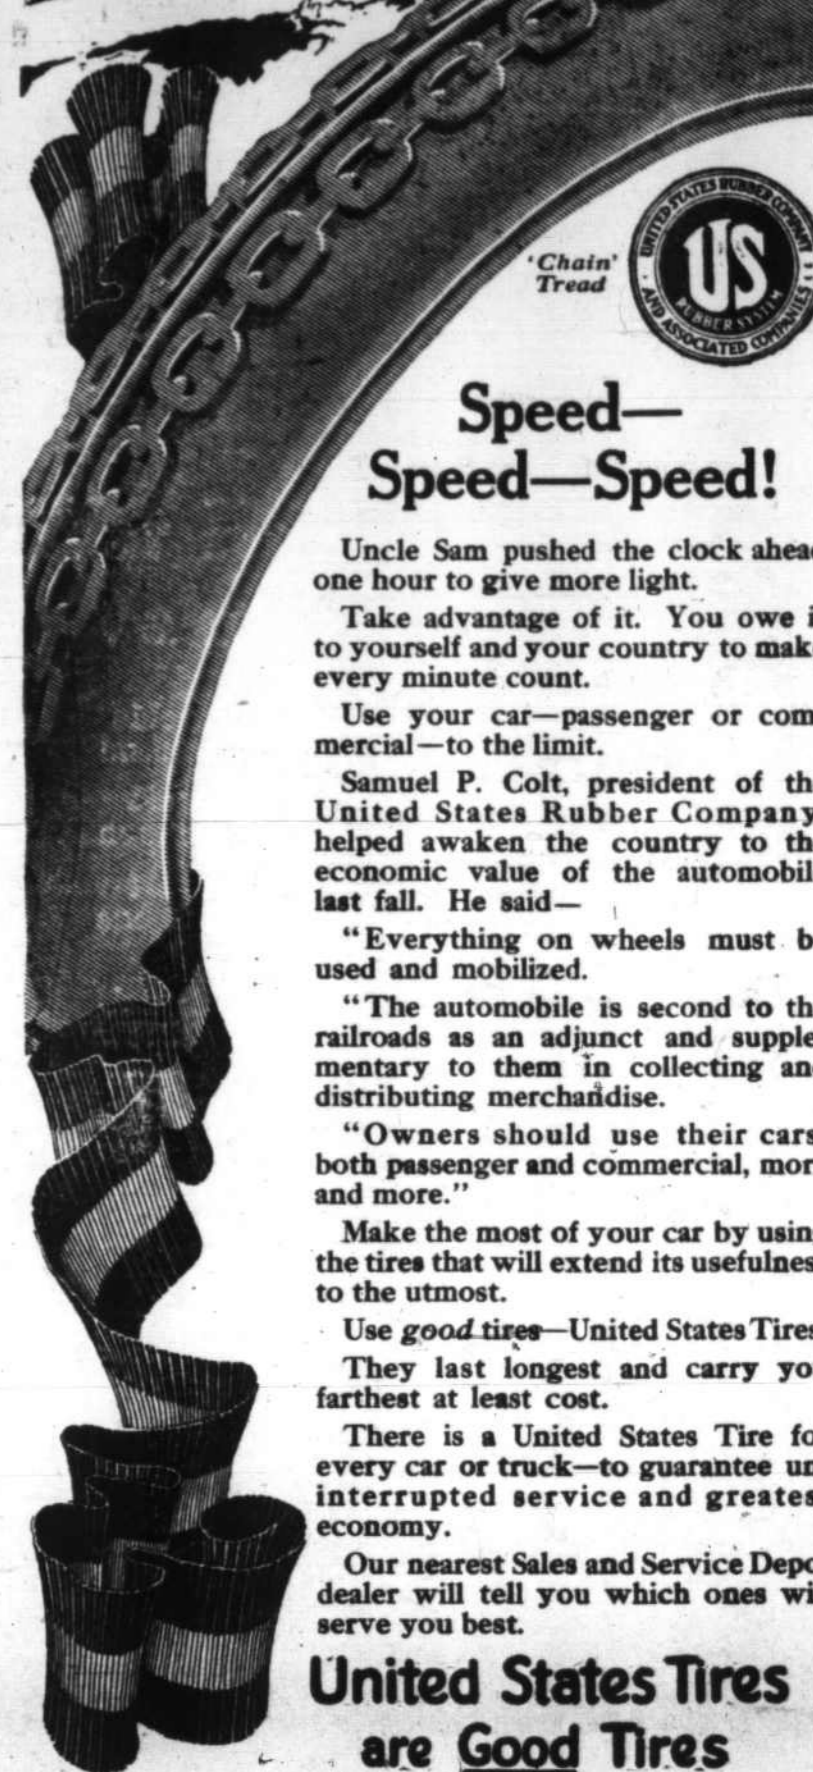 'Chain'
Tread
UNITED STATES RUBBER COMPANY
AND ASSOCIATED COMPANIES
US
RUBBER SYSTEM
Speed—
Speed—Speed!
Uncle Sam pushed the clock ahea
one hour to give more light.
Take advantage of it. You owe i
to yourself and your country to mak
every minute count.
Use your car—passenger or com
mercial—to the limit.
Samuel P. Colt, president of th
United States Rubber Company
helped awaken the country to th
economic value of the automobil
last fall. He said—
"Everything on wheels must b
used and mobilized.
"The automobile is second to th
railroads as an adjunct and supple
mentary to them in collecting an
distributing merchandise.
"Owners should use their cars
both passenger and commercial, mor
and more."
Make the most of your car by usin
the tires that will extend its usefulnes
to the utmost.
Use good tires—United States Tires
They last longest and carry yo
farthest at least cost.
There is a United States Tire fo
every car or truck—to guarantee un
interrupted service and greates
economy.
Our nearest Sales and Service Depo
dealer will tell you which ones wi
serve you best.
United States Tires
are Good Tires